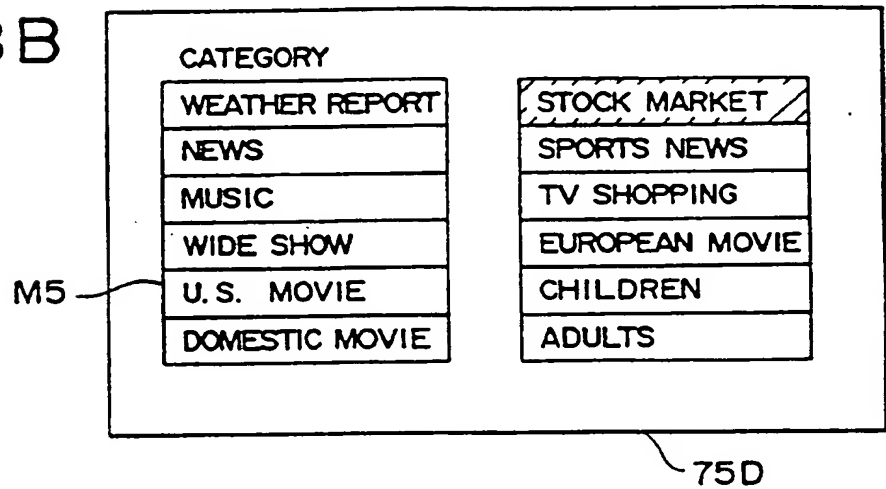 B
CATEGORY
WEATHER REPORT
NEWS
MUSIC
WIDE SHOW
U.S. MOVIE
DOMESTIC MOVIE
STOCK MARKET
SPORTS NEWS
TV SHOPPING
EUROPEAN MOVIE
CHILDREN
ADULTS
M5
75D